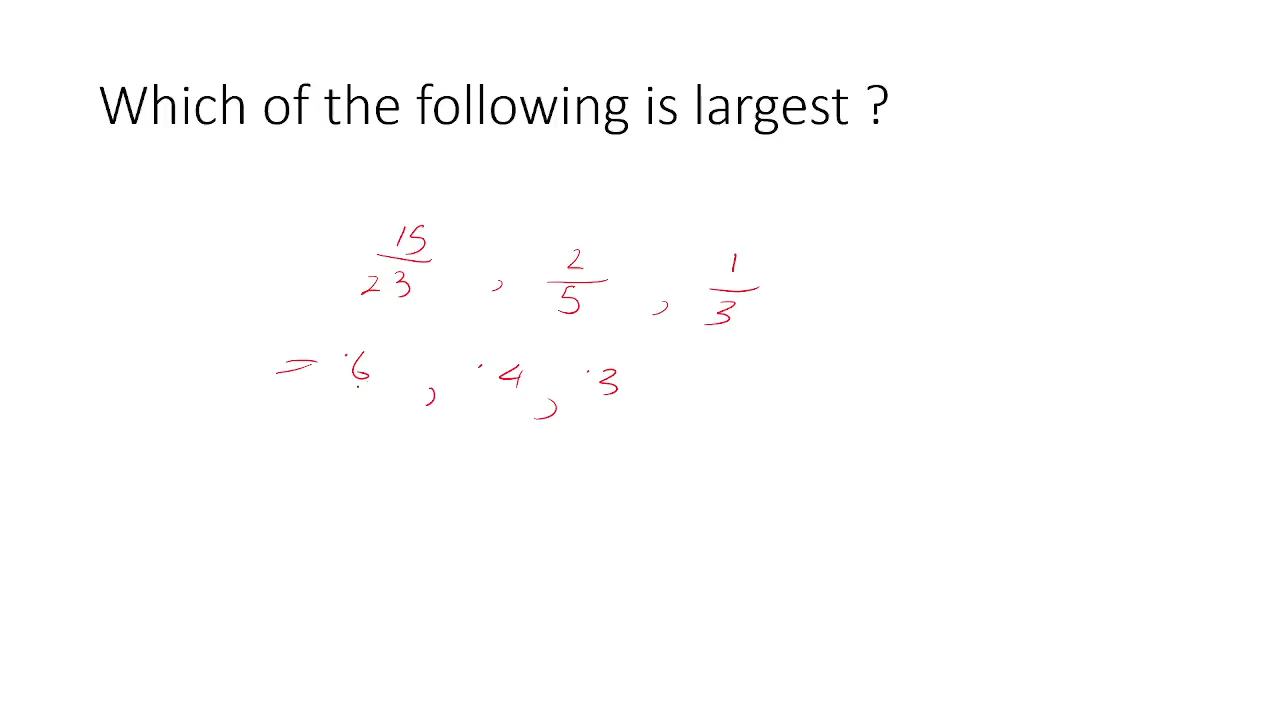 Which of the following is largest ?
15/23 , 2/5 , 1/3
= .6 , .4 , .3